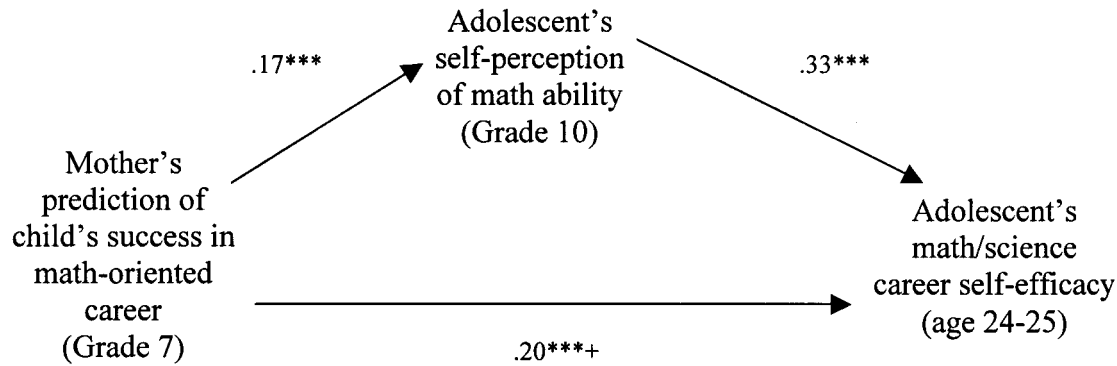 Adolescent's
self-perception
of math ability
(Grade 10)
.17***
.33***
Mother's
prediction of
child's success in
math-oriented
career
(Grade 7)
Adolescent's
math/science
career self-efficacy
(age 24-25)
.20***+